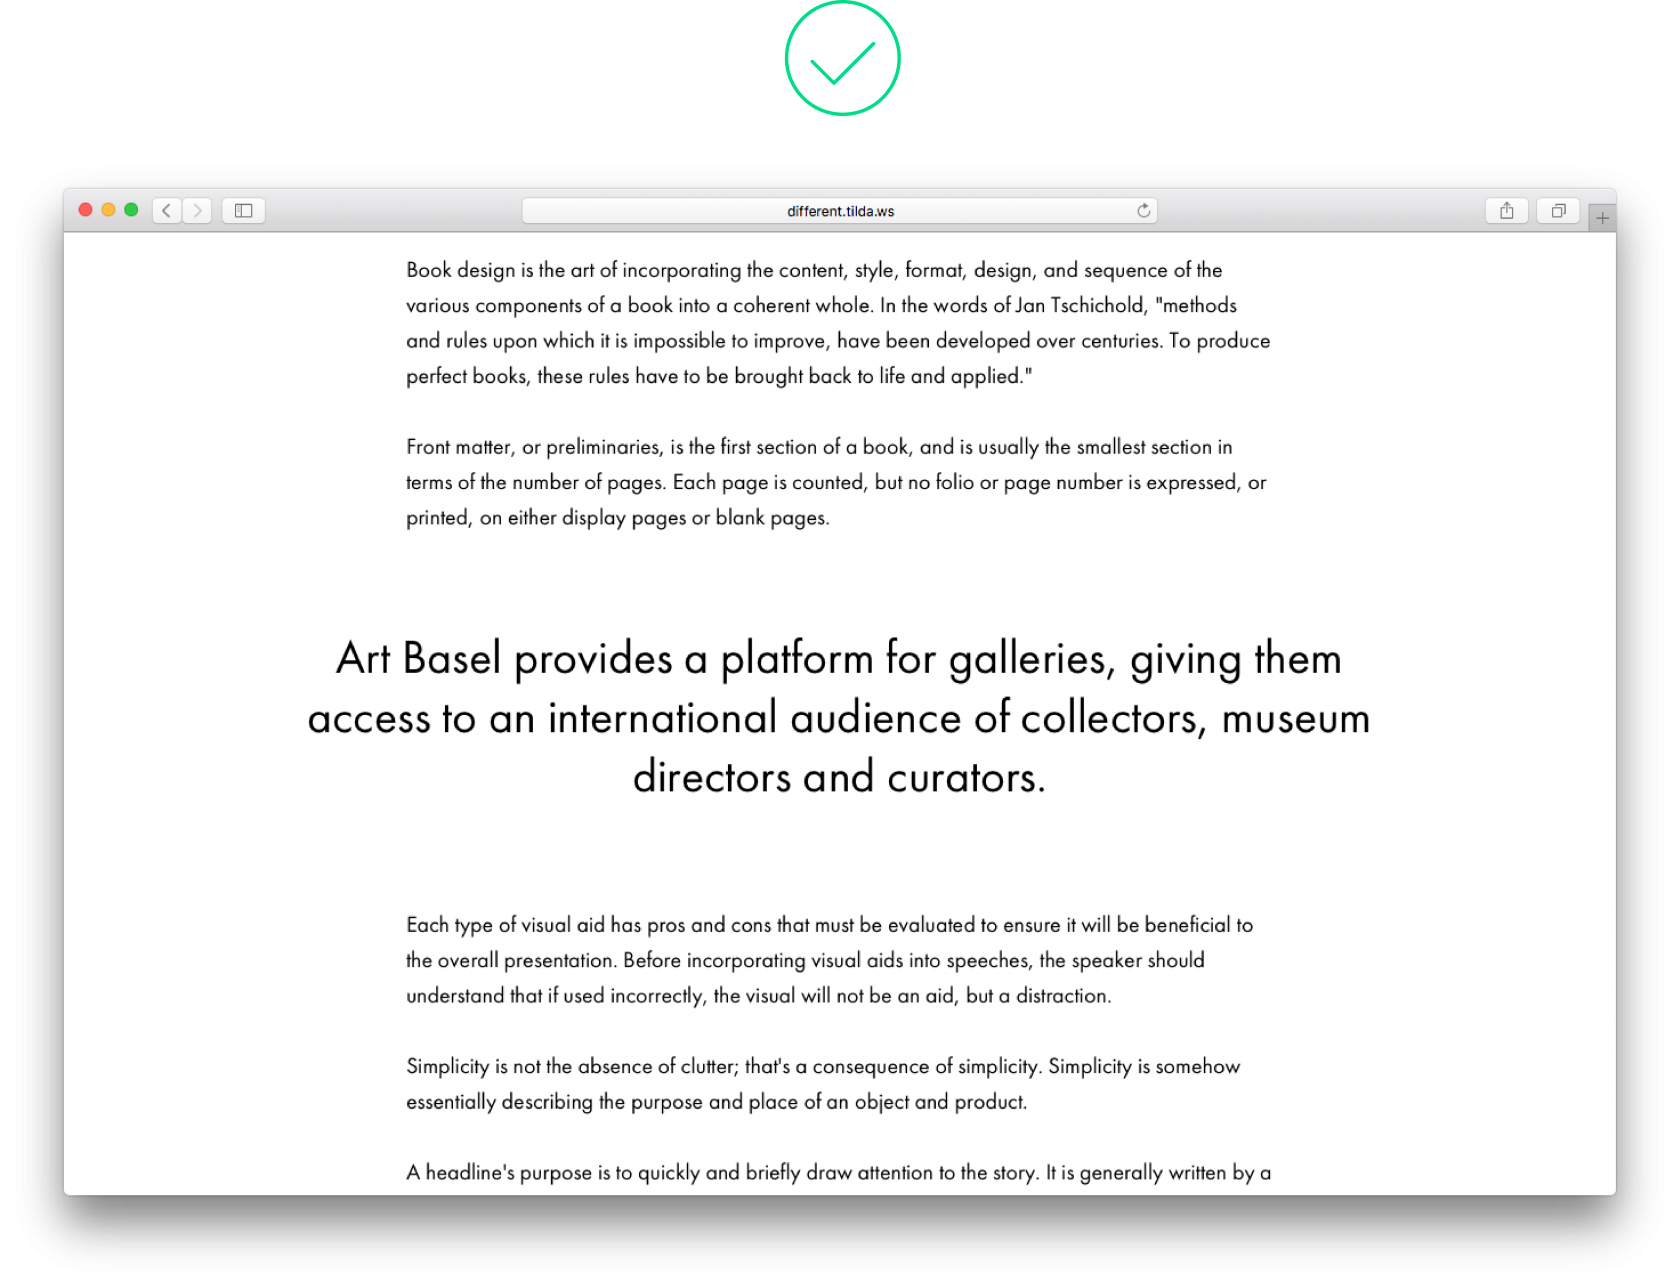 different.tilda.ws
Book design is the art of incorporating the content, style, format, design, and sequence of the
various components of a book into a coherent whole. In the words of Jan Tschichold, "methods
and rules upon which it is impossible to improve, have been developed over centuries. To produce
perfect books, these rules have to be brought back to life and applied."
Front matter, or preliminaries, is the first section of a book, and is usually the smallest section in
terms of the number of pages. Each page is counted, but no folio or page number is expressed, or
printed, on either display pages or blank pages.
Art Basel provides a platform for galleries, giving them
access to an international audience of collectors, museum
directors and curators.
Each type of visual aid has pros and cons that must be evaluated to ensure it will be beneficial to
the overall presentation. Before incorporating visual aids into speeches, the speaker should
understand that if used incorrectly, the visual will not be an aid, but a distraction.
Simplicity is not the absence of clutter; that's a consequence of simplicity. Simplicity is somehow
essentially describing the purpose and place of an object and product.
A headline's purpose is to quickly and briefly draw attention to the story. It is generally written by a